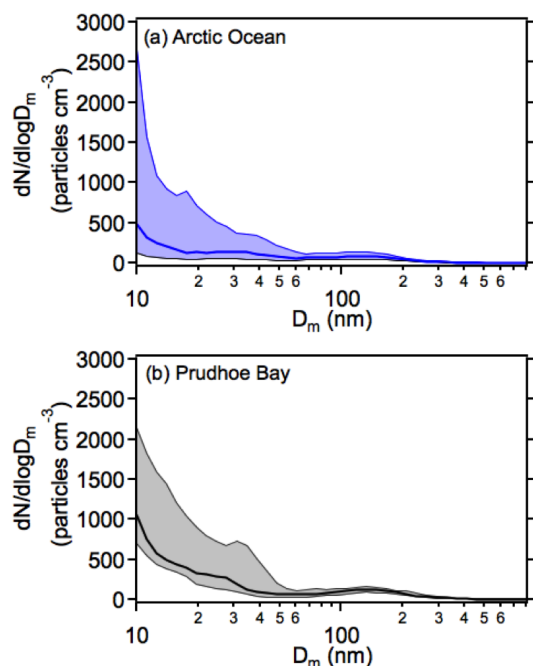 3000
(a) Arctic Ocean
2500
2000
1500
1000
500
0
dN/dlogDm
(particles cm-3)
2 3 4 5 6 2 3 4 5 6
10 100
Dm (nm)
3000
(b) Prudhoe Bay
2500
2000
1500
1000
500
0
dN/dlogDm
(particles cm-3)
2 3 4 5 6 2 3 4 5 6
10 100
Dm (nm)